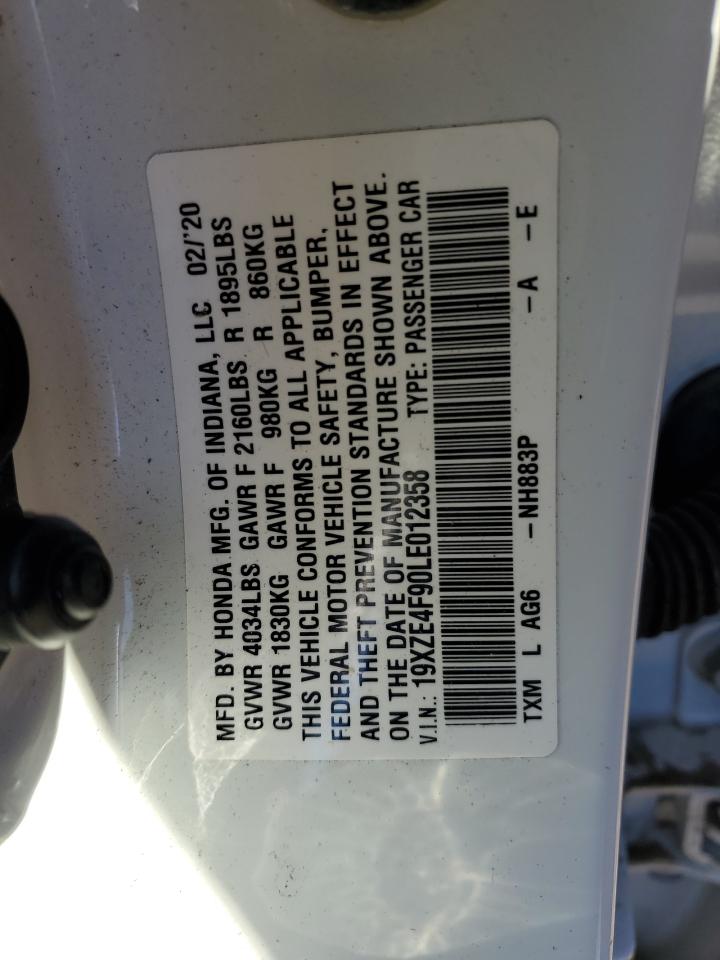 MFD. BY HONDA MFG. OF INDIANA, LLC 02/'20
GVWR 4034LBS GAWR F 2160LBS R 1895LBS
GVWR 1830KG GAWR F 980KG R 860KG
THIS VEHICLE CONFORMS TO ALL APPLICABLE
FEDERAL MOTOR VEHICLE SAFETY, BUMPER,
AND THEFT PREVENTION STANDARDS IN EFFECT
ON THE DATE OF MANUFACTURE SHOWN ABOVE.
V.I.N.: 19XZE4F90LE012358 TYPE: PASSENGER CAR
TXM L AG6 -NH883P -A -E